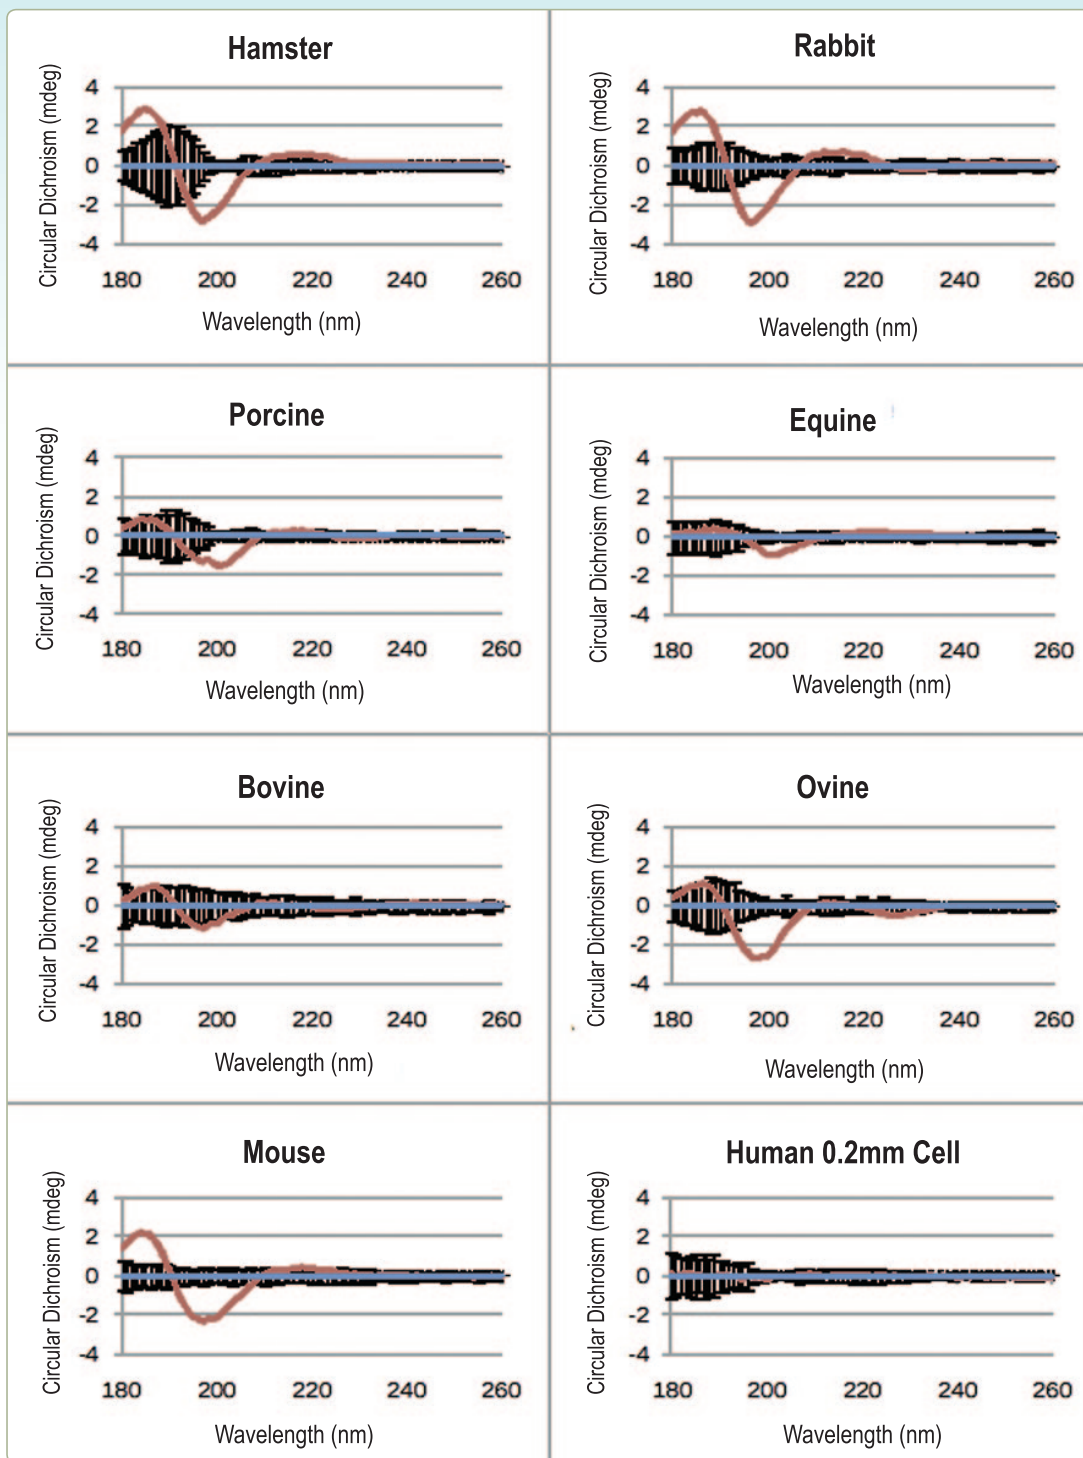 Hamster
Circular Dichroism (mdeg)
4
2
0
-2
-4
180 200 220 240 260
Wavelength (nm)
Rabbit
Circular Dichroism (mdeg)
4
2
0
-2
-4
180 200 220 240 260
Wavelength (nm)
Porcine
Circular Dichroism (mdeg)
4
2
0
-2
-4
180 200 220 240 260
Wavelength (nm)
Equine
Circular Dichroism (mdeg)
4
2
0
-2
-4
180 200 220 240 260
Wavelength (nm)
Bovine
Circular Dichroism (mdeg)
4
2
0
-2
-4
180 200 220 240 260
Wavelength (nm)
Ovine
Circular Dichroism (mdeg)
4
2
0
-2
-4
180 200 220 240 260
Wavelength (nm)
Mouse
Circular Dichroism (mdeg)
4
2
0
-2
-4
180 200 220 240 260
Wavelength (nm)
Human 0.2mm Cell
Circular Dichroism (mdeg)
4
2
0
-2
-4
180 200 220 240 260
Wavelength (nm)